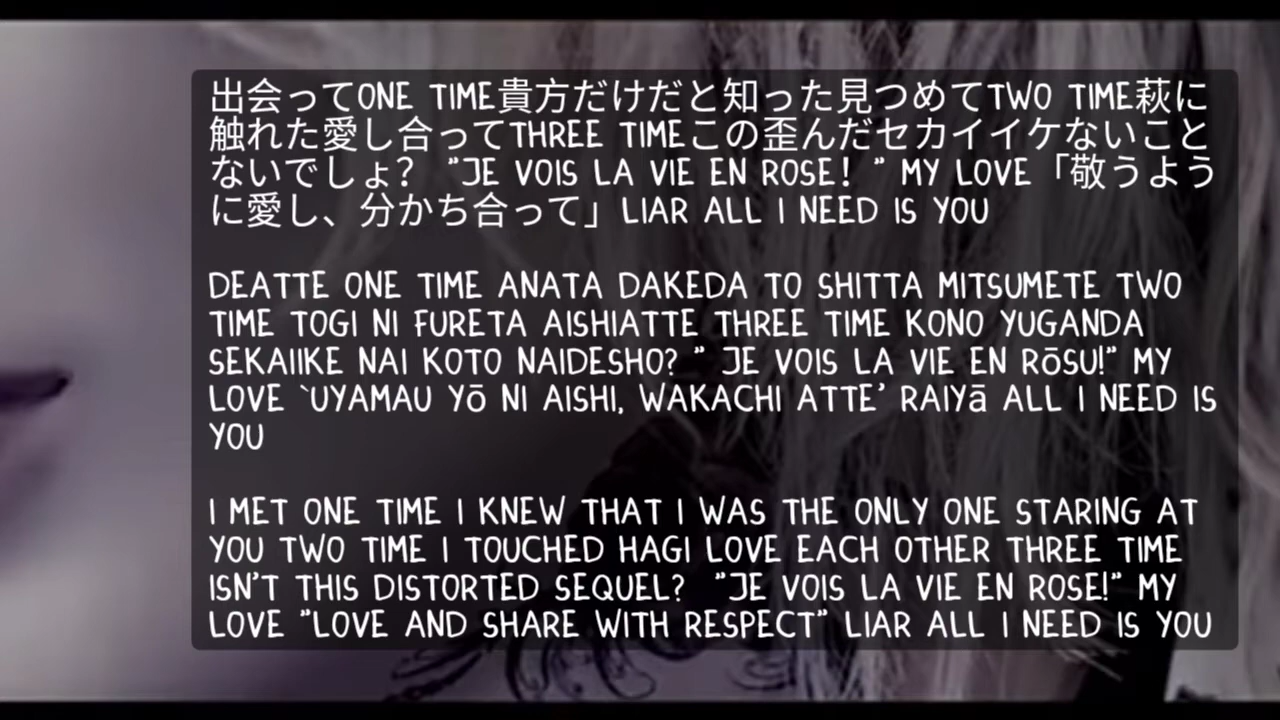 出会ってONE TIME貴方だけだと知った見つめてTWO TIME萩に
触れた愛し合ってTHREE TIMEこの歪んだセカイイケないこと
ないでしょ? "JE VOIS LA VIE EN ROSE! " MY LOVE「敬うよう
に愛し、分かち合って」LIAR ALL I NEED IS YOU
DEATTE ONE TIME ANATA DAKEDA TO SHITTA MITSUMETE TWO
TIME TOGI NI FURETA AISHIATTE THREE TIME KONO YUGANDA
SEKAIIKE NAI KOTO NAIDESHO? " JE VOIS LA VIE EN RōSU!" MY
LOVE `UYAMAU Yō NI AISHI, WAKACHI ATTE' RAIYā ALL I NEED IS
YOU
I MET ONE TIME I KNEW THAT I WAS THE ONLY ONE STARING AT
YOU TWO TIME I TOUCHED HAGI LOVE EACH OTHER THREE TIME
ISN'T THIS DISTORTED SEQUEL? "JE VOIS LA VIE EN ROSE!" MY
LOVE "LOVE AND SHARE WITH RESPECT" LIAR ALL I NEED IS YOU